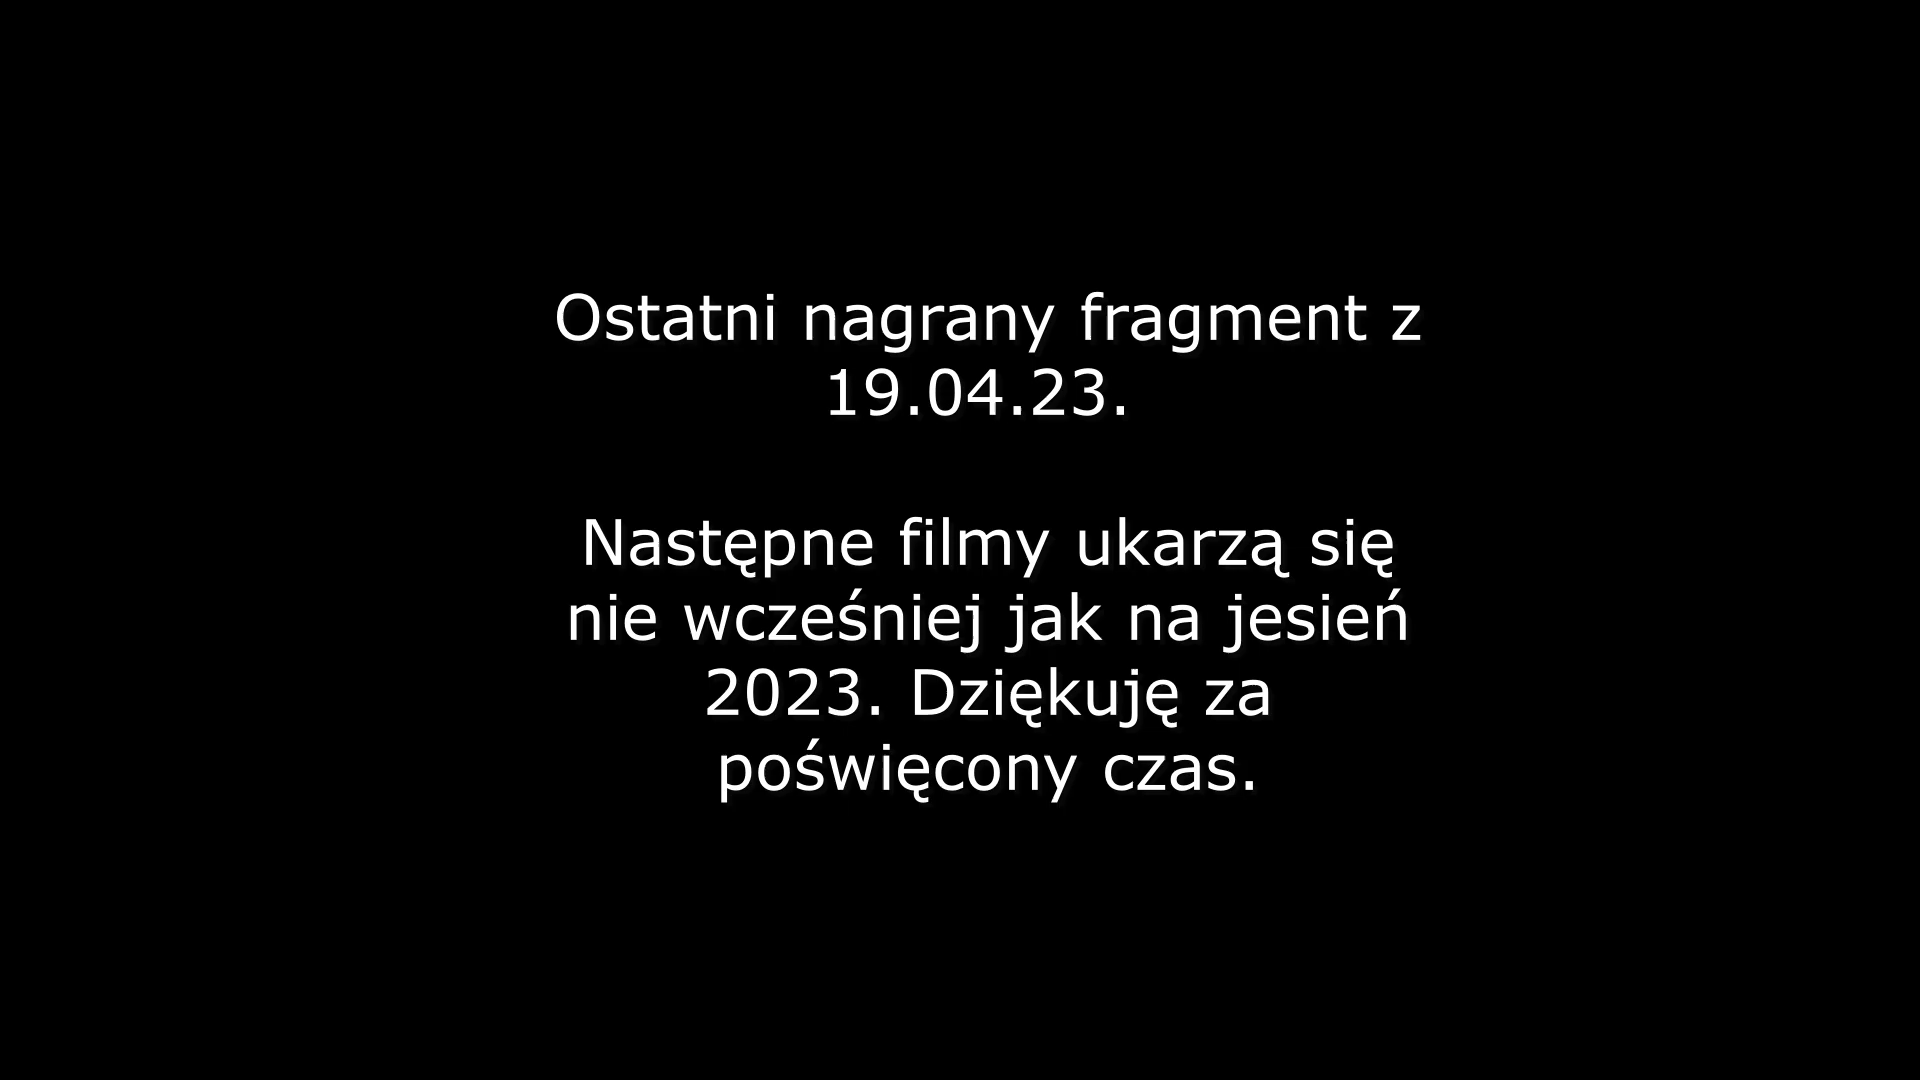 Ostatni nagrany fragment z
19.04.23.
Następne filmy ukarzą się
nie wcześniej jak na jesień
2023. Dziękuję za
poświęcony czas.